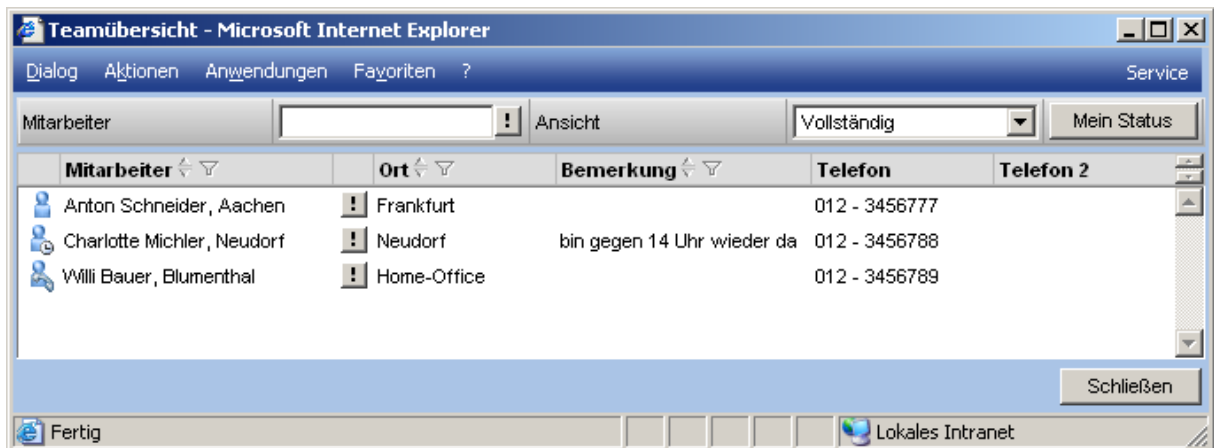 Teamübersicht - Microsoft Internet Explorer
Dialog Aktionen Anwendungen Favoriten ? Service
Mitarbeiter ! Ansicht Vollständig Mein Status
Mitarbeiter Ort Bemerkung Telefon Telefon 2
Anton Schneider, Aachen ! Frankfurt 012 - 3456777
Charlotte Michler, Neudorf ! Neudorf bin gegen 14 Uhr wieder da 012 - 3456788
Willi Bauer, Blumenthal ! Home-Office 012 - 3456789
Schließen
Fertig Lokales Intranet